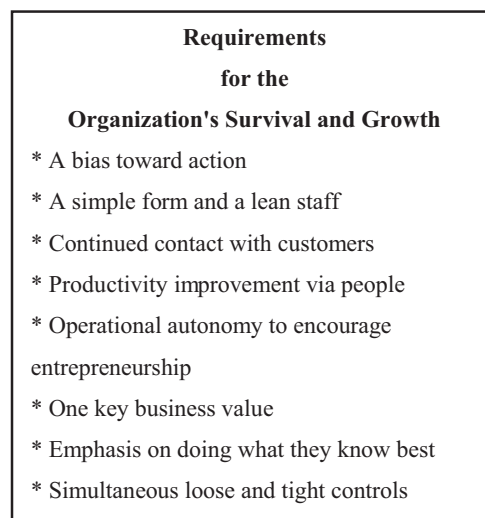 Requirements
for the
Organization's Survival and Growth
* A bias toward action
* A simple form and a lean staff
* Continued contact with customers
* Productivity improvement via people
* Operational autonomy to encourage
entrepreneurship
* One key business value
* Emphasis on doing what they know best
* Simultaneous loose and tight controls